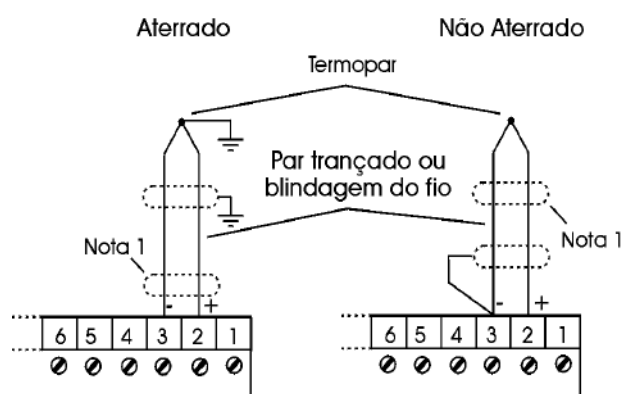 Aterrado
Não Aterrado
Termopar
Par trançado ou
blindagem do fio
Nota 1
Nota 1
- +
- +
6 5 4 3 2 1
6 5 4 3 2 1